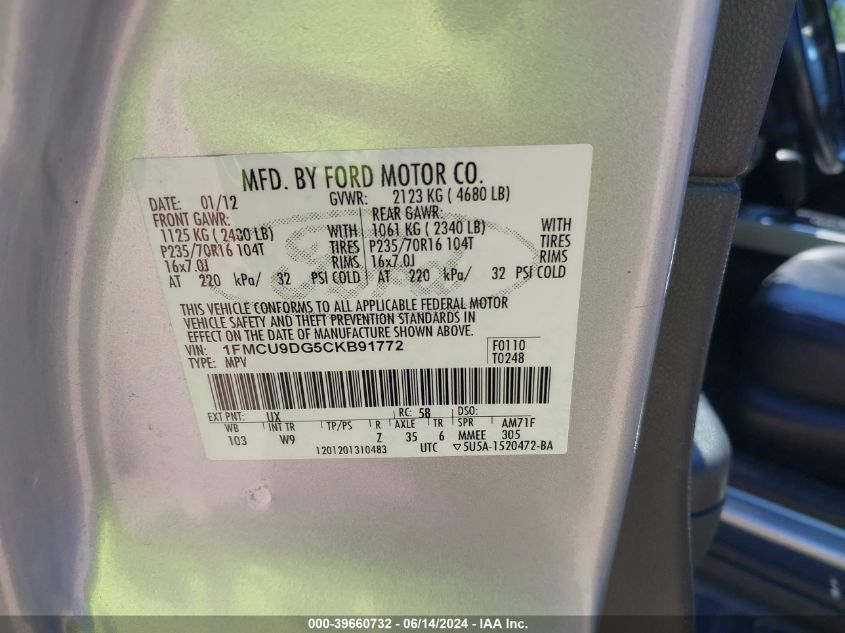 MFD. BY FORD MOTOR CO.
DATE: 01/12 GVWR: 2123 KG ( 4680 LB)
FRONT GAWR: REAR GAWR:
1125 KG ( 2480 LB) WITH 1061 KG ( 2340 LB) WITH
P235/70R16 104T TIRES P235/70R16 104T TIRES
16x7.0J RIMS 16x7.0J RIMS
AT 220 kPa/ 32 PSI COLD AT 220 kPa/ 32 PSI COLD
Ford
THIS VEHICLE CONFORMS TO ALL APPLICABLE FEDERAL MOTOR
VEHICLE SAFETY AND THEFT PREVENTION STANDARDS IN
EFFECT ON THE DATE OF MANUFACTURE SHOWN ABOVE.
VIN: 1FMCU9DG5CKB91772 F0110
TYPE: MPV T0248
EXT PNT: UX RC: 58 DSO:
WB INT TR TP/PS R AXLE TR SPR AM71F
103 W9 Z 35 6 MMEE 305
1201201310483 UTC ▽5U5A-1520472-BA
000-39660732 - 06/14/2024 - IAA Inc.